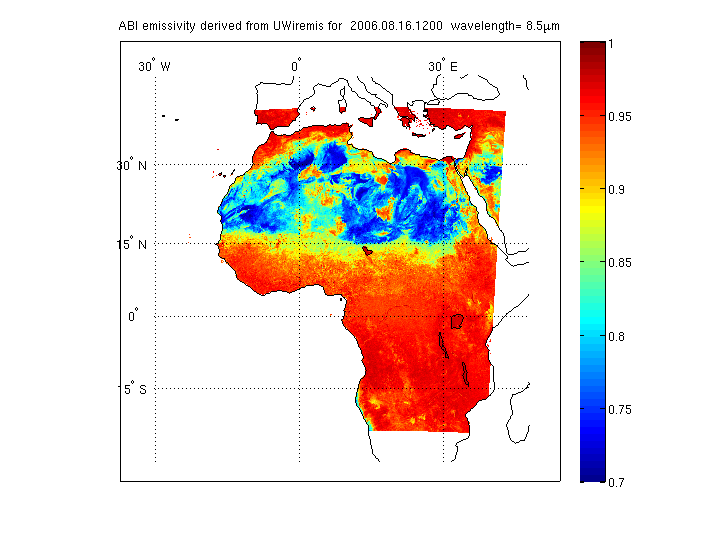 ABI emissivity derived from UWiremis for 2006.08.16.1200 wavelength= 8.5μm
30° W 0° 30° E 1
0.95
30° N
0.9
15° N 0.85
0° 0.8
5° S 0.75
0.7